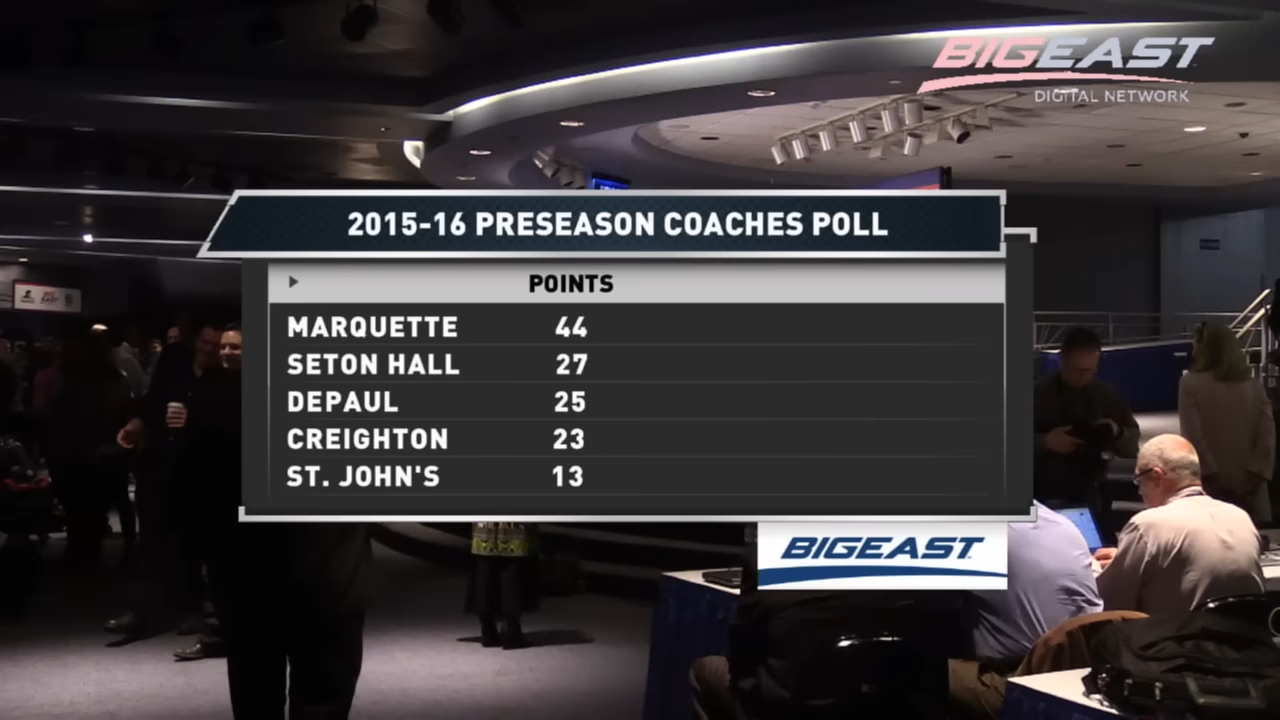 BIGEAST
DIGITAL NETWORK
2015-16 PRESEASON COACHES POLL
POINTS
MARQUETTE 44
SETON HALL 27
DEPAUL 25
CREIGHTON 23
ST. JOHN'S 13
BIGEAST